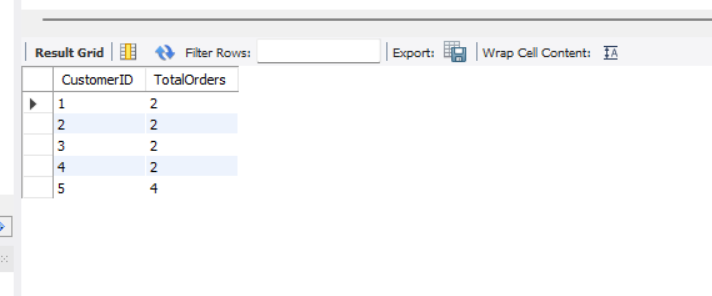 Result Grid Filter Rows: Export: Wrap Cell Content: IA
CustomerID TotalOrders
1 2
2 2
3 2
4 2
5 4